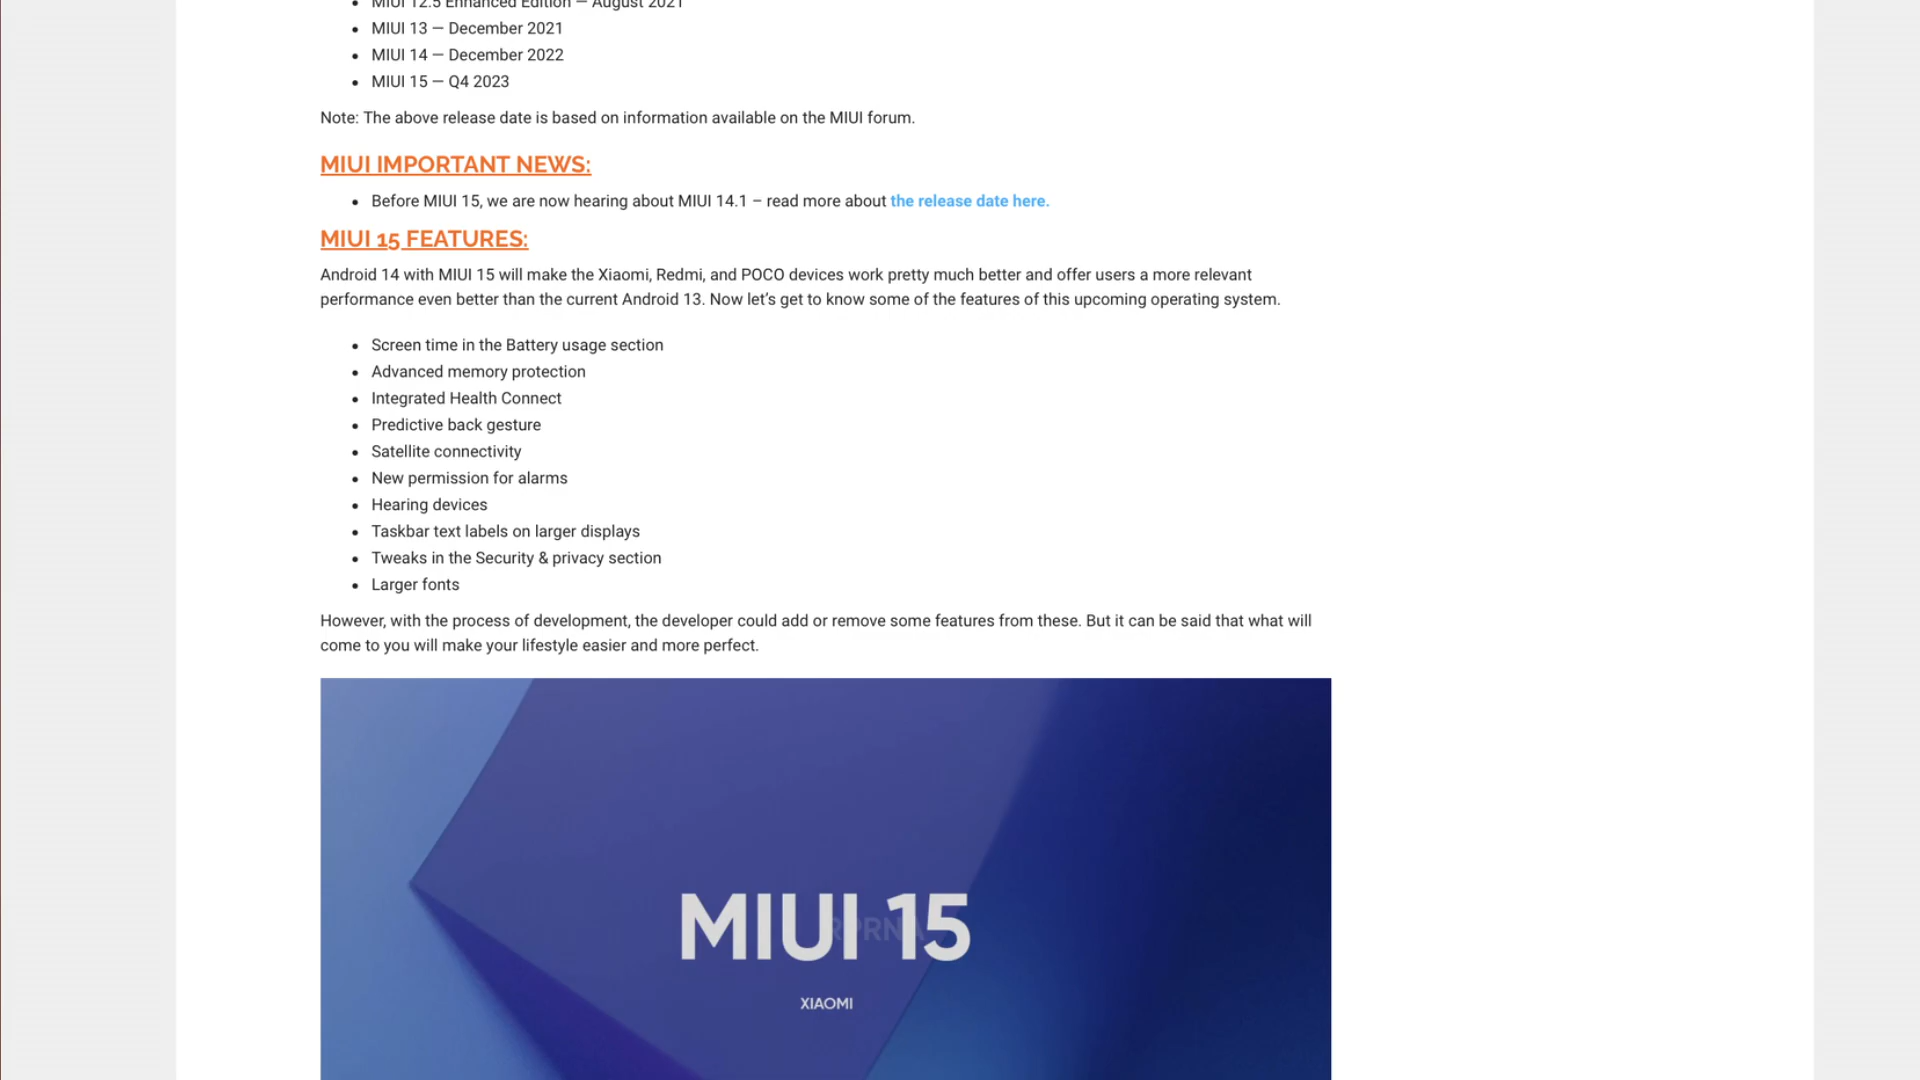 MIUI 12.5 Enhanced Edition — August 2021
MIUI 13 — December 2021
MIUI 14 — December 2022
MIUI 15 — Q4 2023
Note: The above release date is based on information available on the MIUI forum.
MIUI IMPORTANT NEWS:
Before MIUI 15, we are now hearing about MIUI 14.1 – read more about the release date here.
MIUI 15 FEATURES:
Android 14 with MIUI 15 will make the Xiaomi, Redmi, and POCO devices work pretty much better and offer users a more relevant
performance even better than the current Android 13. Now let's get to know some of the features of this upcoming operating system.
Screen time in the Battery usage section
Advanced memory protection
Integrated Health Connect
Predictive back gesture
Satellite connectivity
New permission for alarms
Hearing devices
Taskbar text labels on larger displays
Tweaks in the Security & privacy section
Larger fonts
However, with the process of development, the developer could add or remove some features from these. But it can be said that what will
come to you will make your lifestyle easier and more perfect.
MIUI 15
RPRNA
XIAOMI